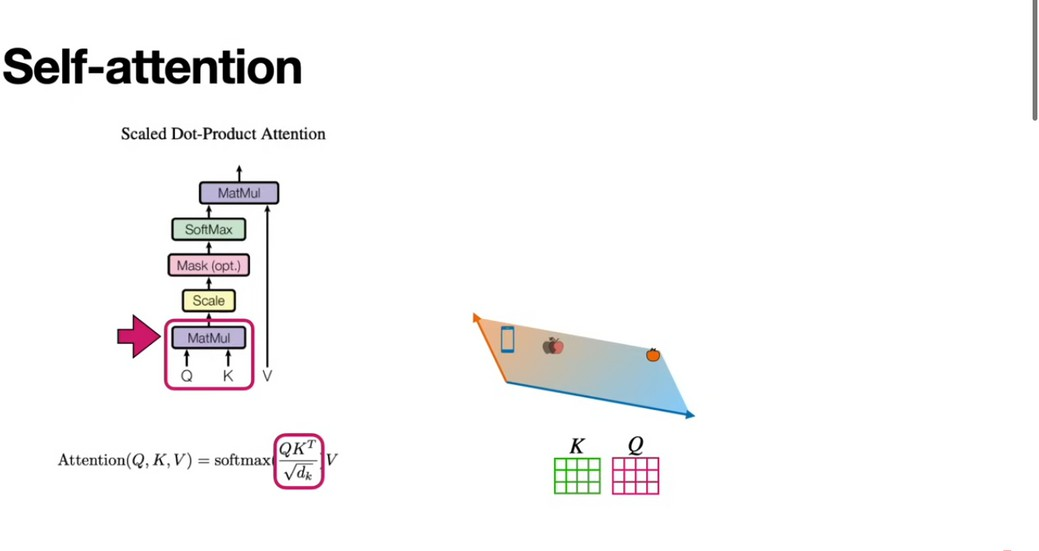 Self-attention
Scaled Dot-Product Attention
MatMul
SoftMax
Mask (opt.)
Scale
MatMul
Q K V
Attention(Q, K, V) = softmax(QK^T/√d_k)V
K Q